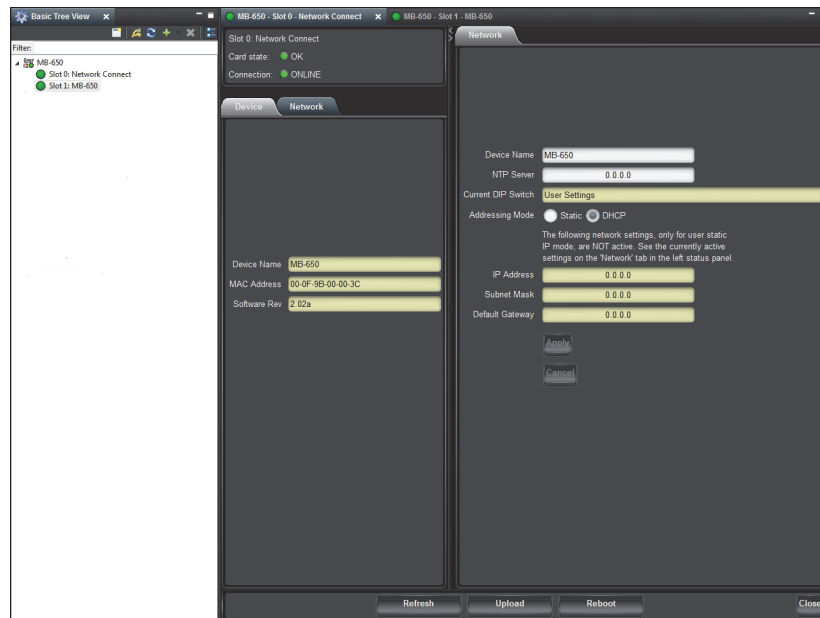 Basic Tree View
Filter:
MB-650
Slot 0: Network Connect
Slot 1: MB-650
MB-650 - Slot 0 - Network Connect
MB-650 - Slot 1 - MB-650
Slot 0: Network Connect
Card state: OK
Connection: ONLINE
Device
Network
Device Name MB-650
MAC Address 00-0F-9B-00-00-3C
Software Rev 2.02a
Network
Device Name MB-650
NTP Server 0.0.0.0
Current DIP Switch User Settings
Addressing Mode Static DHCP
The following network settings, only for user static
IP mode, are NOT active. See the currently active
settings on the 'Network' tab in the left status panel.
IP Address 0.0.0.0
Subnet Mask 0.0.0.0
Default Gateway 0.0.0.0
Apply
Cancel
Refresh Upload Reboot Close